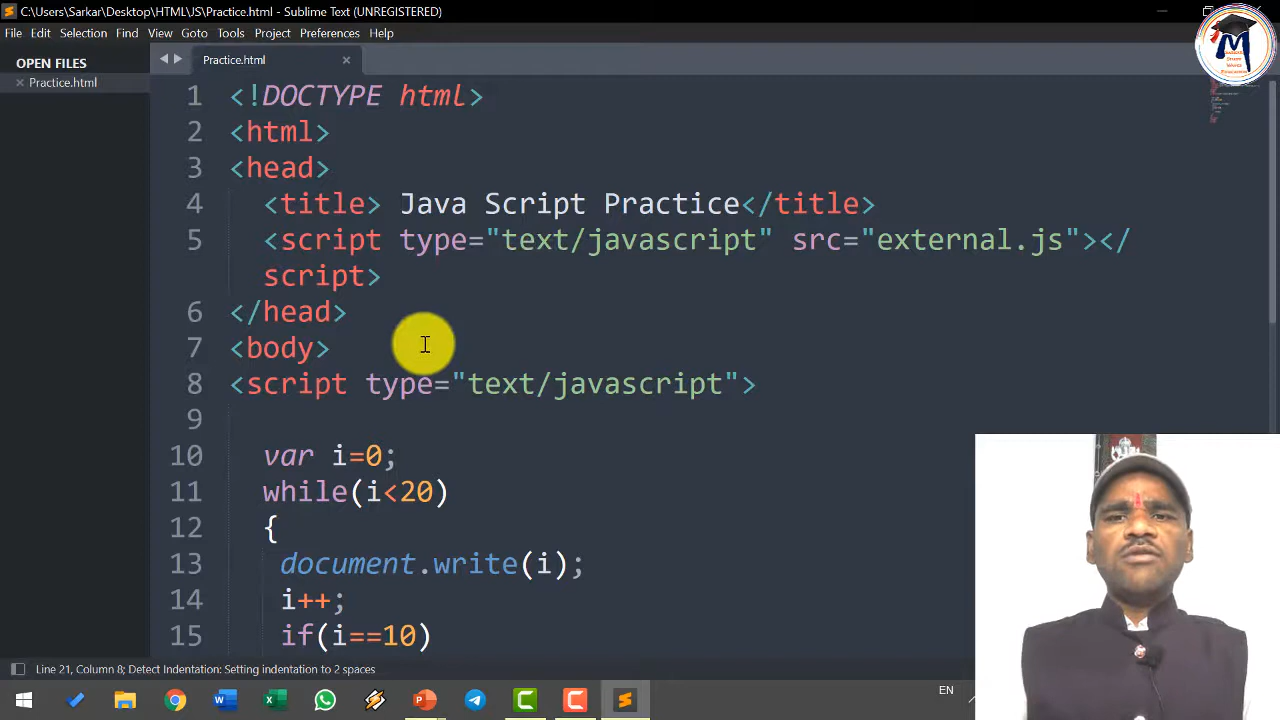 C:\Users\Sarkar\Desktop\HTML\JS\Practice.html - Sublime Text (UNREGISTERED)
File Edit Selection Find View Goto Tools Project Preferences Help
OPEN FILES
Practice.html
Practice.html
1 <!DOCTYPE html>
2 <html>
3 <head>
4 <title> Java Script Practice</title>
5 <script type="text/javascript" src="external.js"></
script>
6 </head>
7 <body>
8 <script type="text/javascript">
9
10 var i=0;
11 while(i<20)
12 {
13 document.write(i);
14 i++;
15 if(i==10)
Line 21, Column 8; Detect Indentation: Setting indentation to 2 spaces
EN